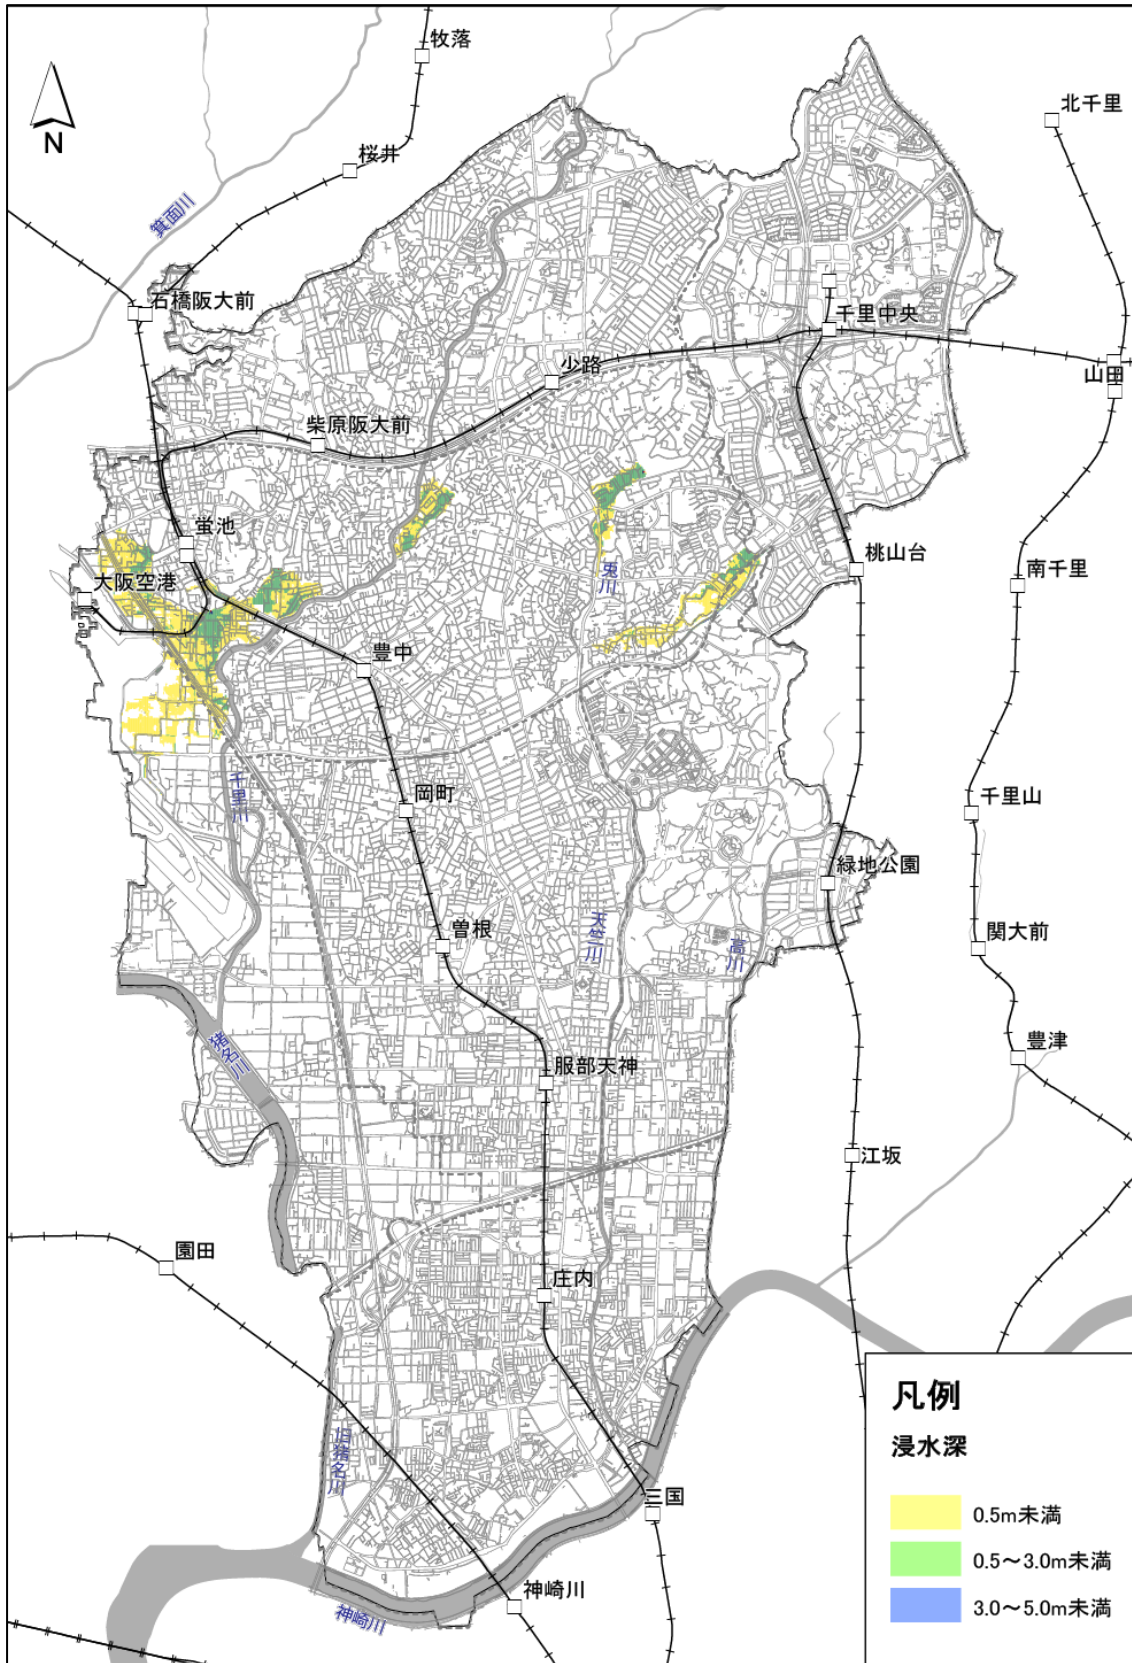 牧落
北千里
N
桜井
箕面川
石橋阪大前
千里中央
少路
山田
柴原阪大前
蛍池
大阪空港
兎川
桃山台
南千里
豊中
千里川
岡町
千里山
緑地公園
曽根
天竺川
高川
関大前
猪名川
豊津
服部天神
江坂
園田
庄内
旧猪名川
三国
神崎川
神崎川
凡例
浸水深
0.5m未満
0.5～3.0m未満
3.0～5.0m未満